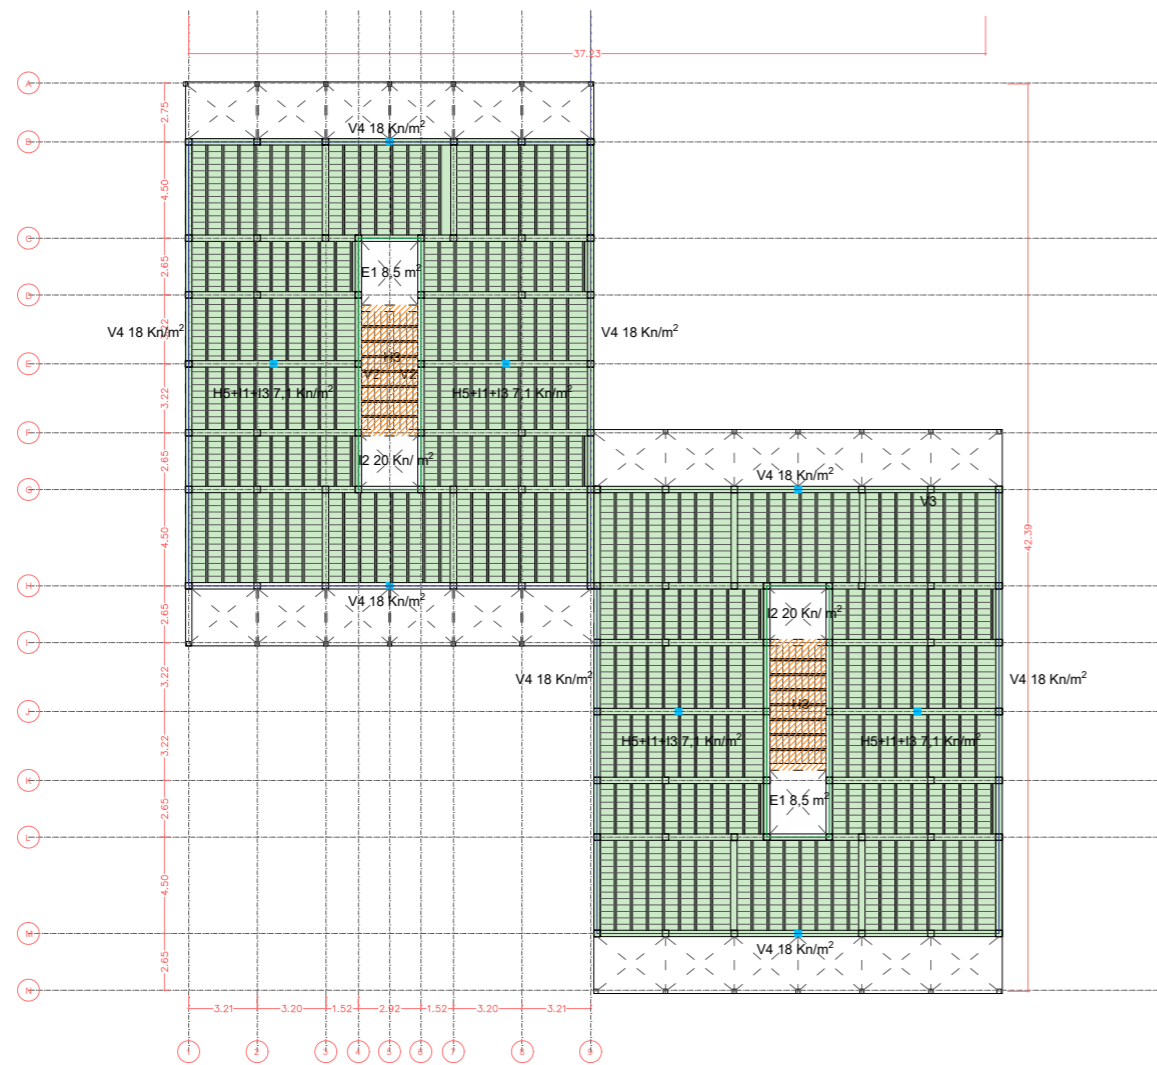 37.23
A
2.75
V4 18 Kn/m²
B
4.50
C
2.65
E1 8,5 m²
D
3.22
V4 18 Kn/m²
V4 18 Kn/m²
H3
E
V2 V2
H5+I1+I3 7,1 Kn/m²
H5+I1+I3 7,1 Kn/m²
3.22
F
2.65
I2 20 Kn/ m²
V4 18 Kn/m²
G
V3
4.50
42.39
H
V4 18 Kn/m²
I2 20 Kn/ m²
2.65
I
3.22
V4 18 Kn/m²
V4 18 Kn/m²
H3
J
H5+I1+I3 7,1 Kn/m²
H5+I1+I3 7,1 Kn/m²
3.22
K
E1 8,5 m²
2.65
L
4.50
M
V4 18 Kn/m²
2.65
N
3.21 3.20 1.52 2.92 1.52 3.20 3.21
1 2 3 4 5 6 7 8 9